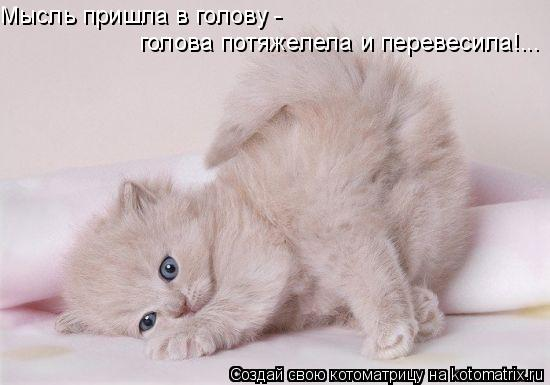 Мысль пришла в голову -
голова потяжелела и перевесила!...
Создай свою котоматрицу на kotomatrix.ru